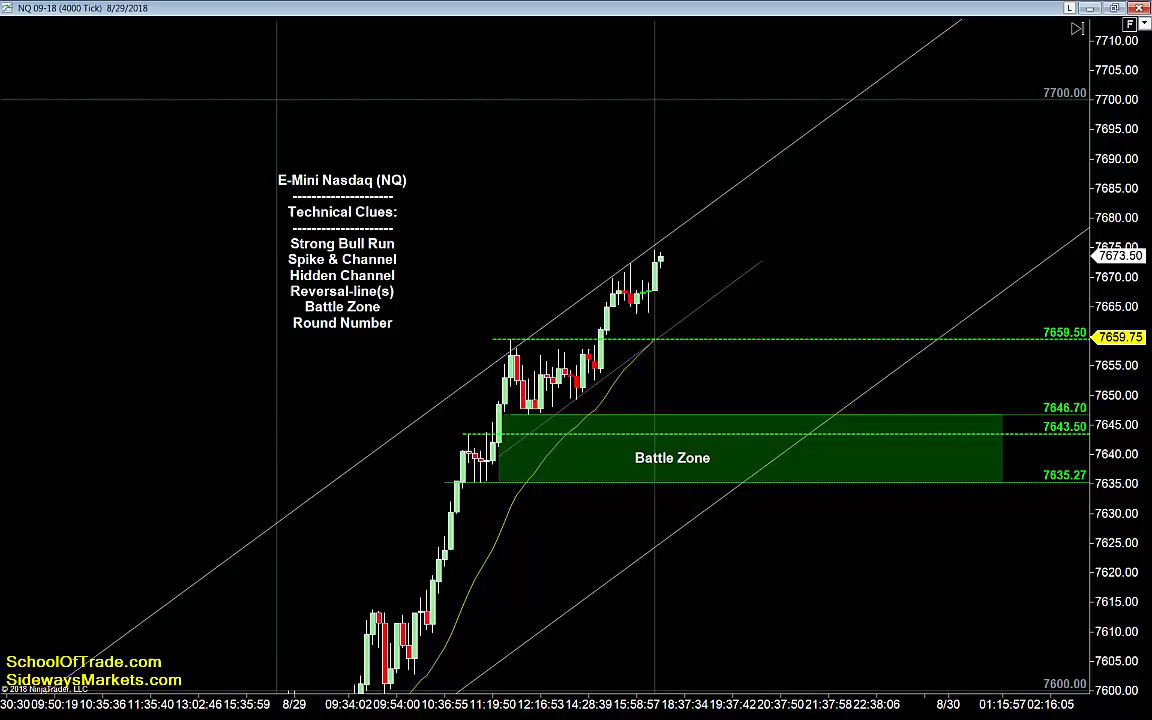 NQ 09-18 (4000 Tick) 8/29/2018
L
F
7710.00
7705.00
7700.00
7700.00
7695.00
7690.00
E-Mini Nasdaq (NQ)
---------------------
7685.00
Technical Clues:
---------------------
7680.00
Strong Bull Run
7675.00
Spike & Channel
7673.50
Hidden Channel
7670.00
Reversal-line(s)
Battle Zone
7665.00
Round Number
7659.50
7659.75
7655.00
7650.00
7646.70
7645.00
7643.50
Battle Zone
7640.00
7635.27
7635.00
7630.00
7625.00
7620.00
7615.00
7610.00
7605.00
7600.00
7600.00
SchoolOfTrade.com
SidewaysMarkets.com
© 2018 NinjaTrader, LLC
30:30 09:50:19 10:35:36 11:35:40 13:02:46 15:35:59 8/29 09:34:02 09:54:00 10:36:55 11:19:50 12:16:53 14:28:39 15:58:57 18:37:34 19:37:42 20:37:50 21:37:58 22:38:06 8/30 01:15:57 02:16:05